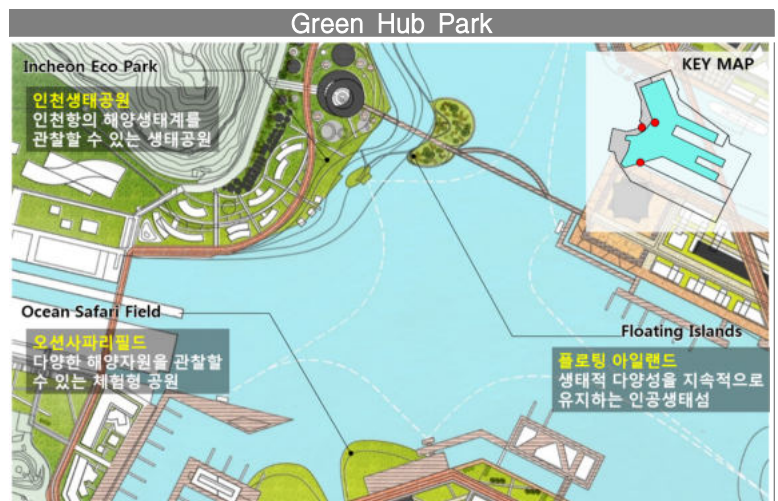 Green Hub Park
Incheon Eco Park
인천생태공원
인천항의 해양생태계를
관찰할 수 있는 생태공원
KEY MAP
Ocean Safari Field
오션사파리필드
다양한 해양자원을 관찰할
수 있는 체험형 공원
Floating Islands
플로팅 아일랜드
생태적 다양성을 지속적으로
유지하는 인공생태섬